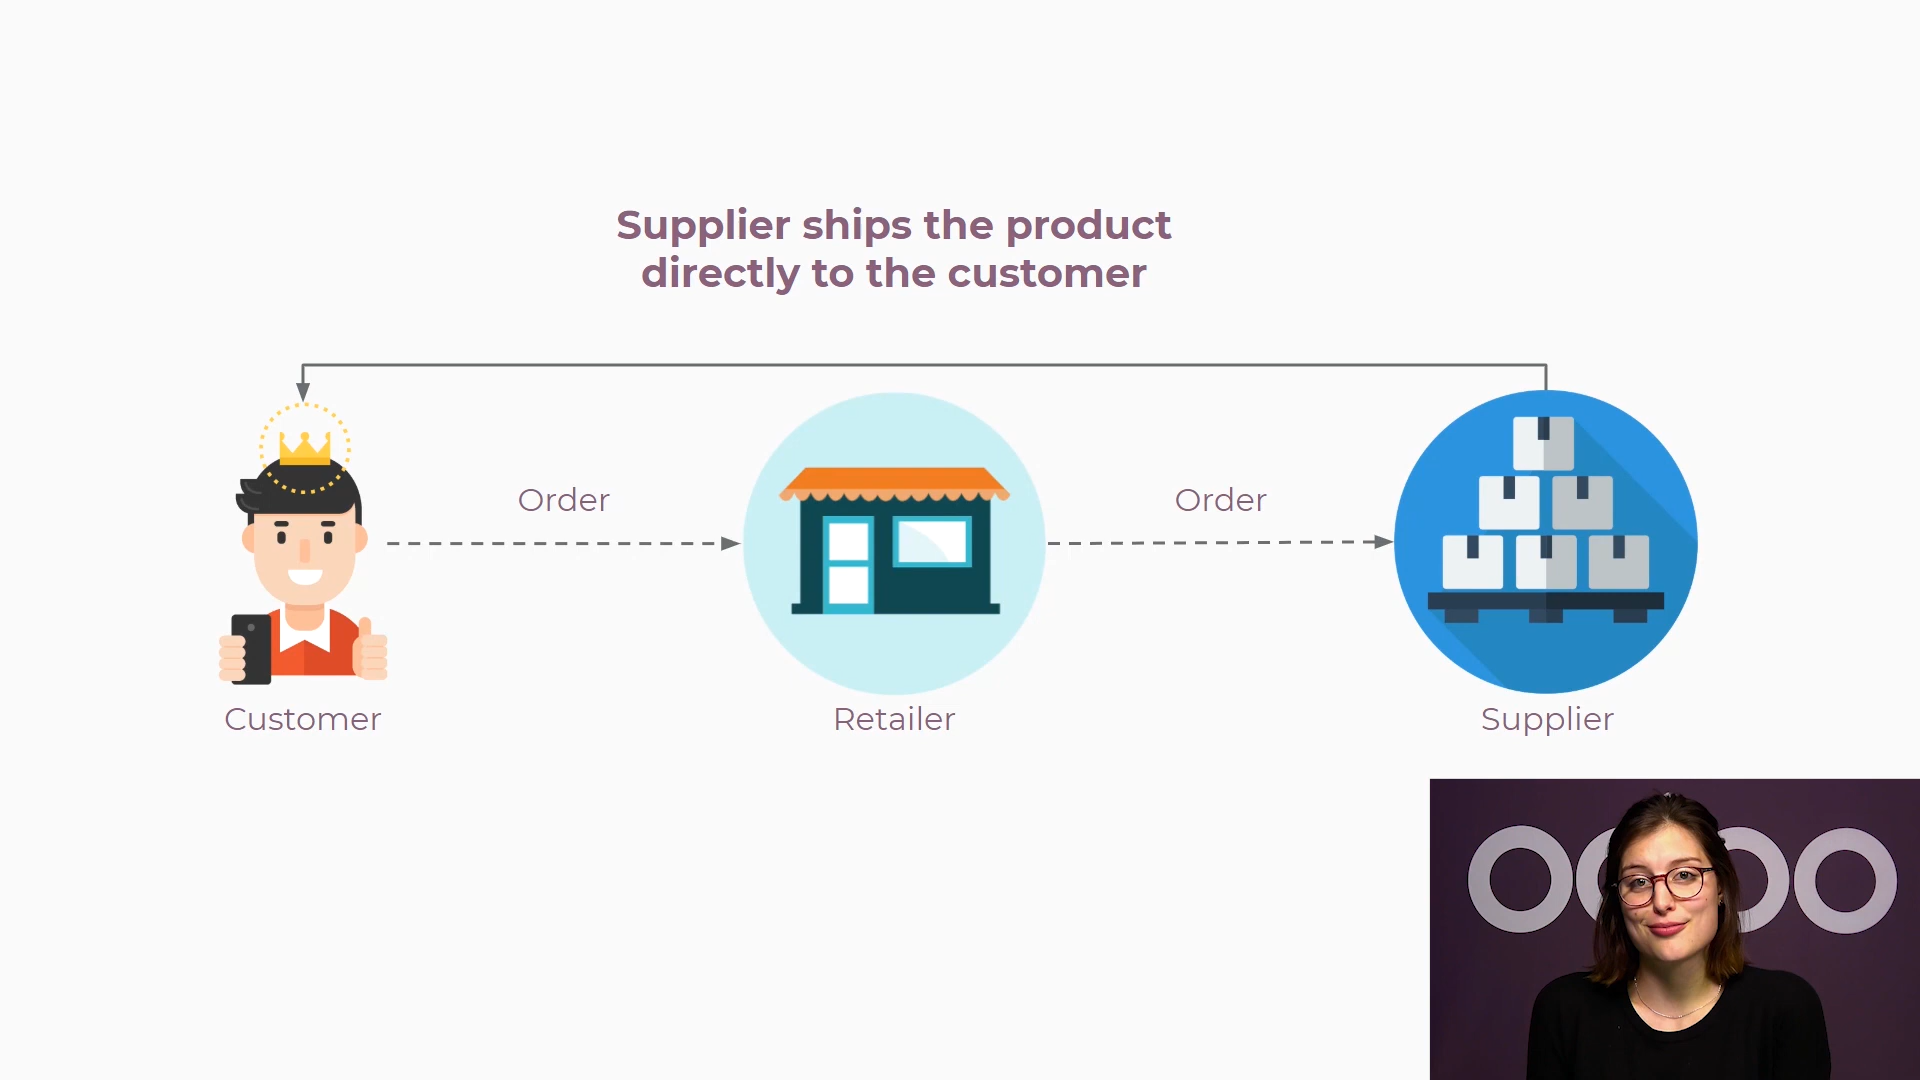 Supplier ships the product
directly to the customer
Order
Order
Customer
Retailer
Supplier